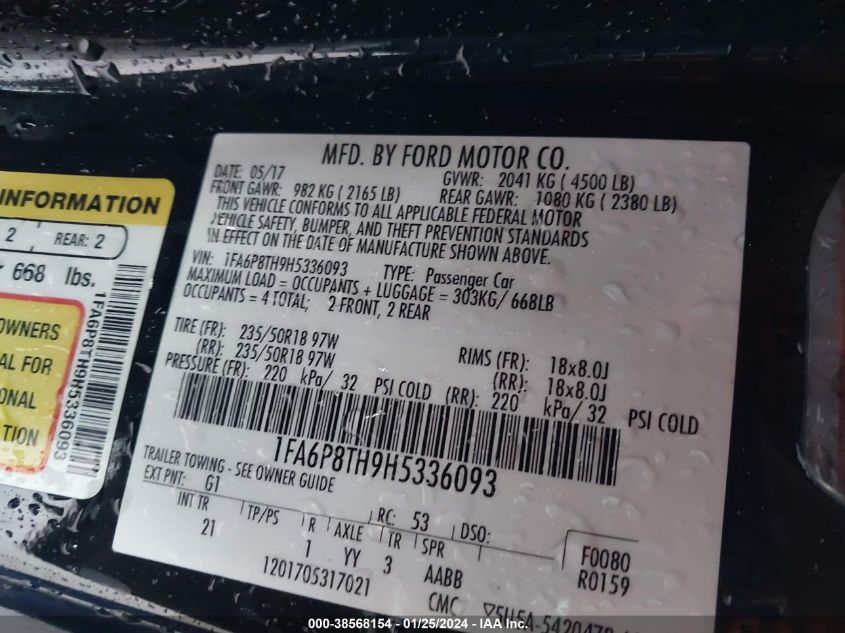 INFORMATION
2 REAR: 2
668 lbs.
OWNERS
AL FOR
ONAL
TION
1FA6P8TH9H5336093
MFD. BY FORD MOTOR CO.
DATE: 05/17 GVWR: 2041 KG ( 4500 LB)
FRONT GAWR: 982 KG ( 2165 LB) REAR GAWR: 1080 KG ( 2380 LB)
THIS VEHICLE CONFORMS TO ALL APPLICABLE FEDERAL MOTOR
VEHICLE SAFETY, BUMPER, AND THEFT PREVENTION STANDARDS
IN EFFECT ON THE DATE OF MANUFACTURE SHOWN ABOVE.
VIN: 1FA6P8TH9H5336093 TYPE: Passenger Car
MAXIMUM LOAD = OCCUPANTS + LUGGAGE = 303KG/ 668LB
OCCUPANTS = 4 TOTAL; 2 FRONT, 2 REAR
TIRE (FR): 235/50R18 97W RIMS (FR): 18x8.0J
(RR): 235/50R18 97W (RR): 18x8.0J
PRESSURE (FR): 220 kPa/ 32 PSI COLD (RR): 220 kPa/ 32 PSI COLD
1FA6P8TH9H5336093
TRAILER TOWING - SEE OWNER GUIDE
EXT PNT: G1 RC: 53 DSO:
INT TR TP/PS R AXLE TR SPR F0080
21 1 YY 3 AABB R0159
1201705317021 CMC
000-38568154 - 01/25/2024 - IAA Inc.